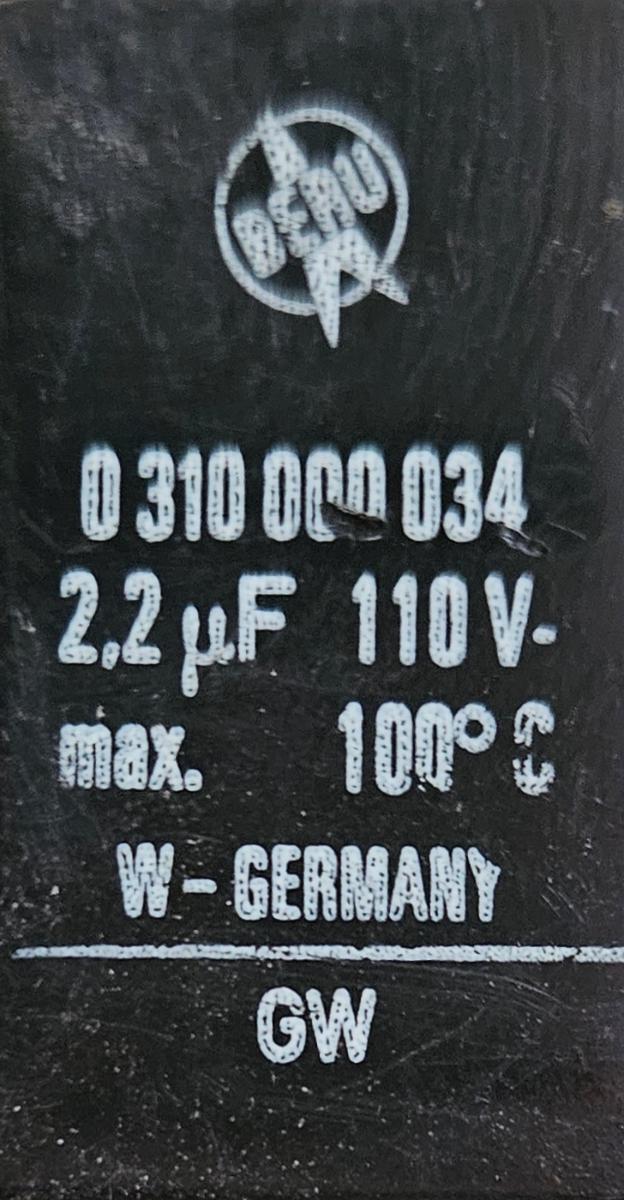 BERU
0 310 000 034
2,2 µF 110 V-
max. 100° C
W - GERMANY
GW